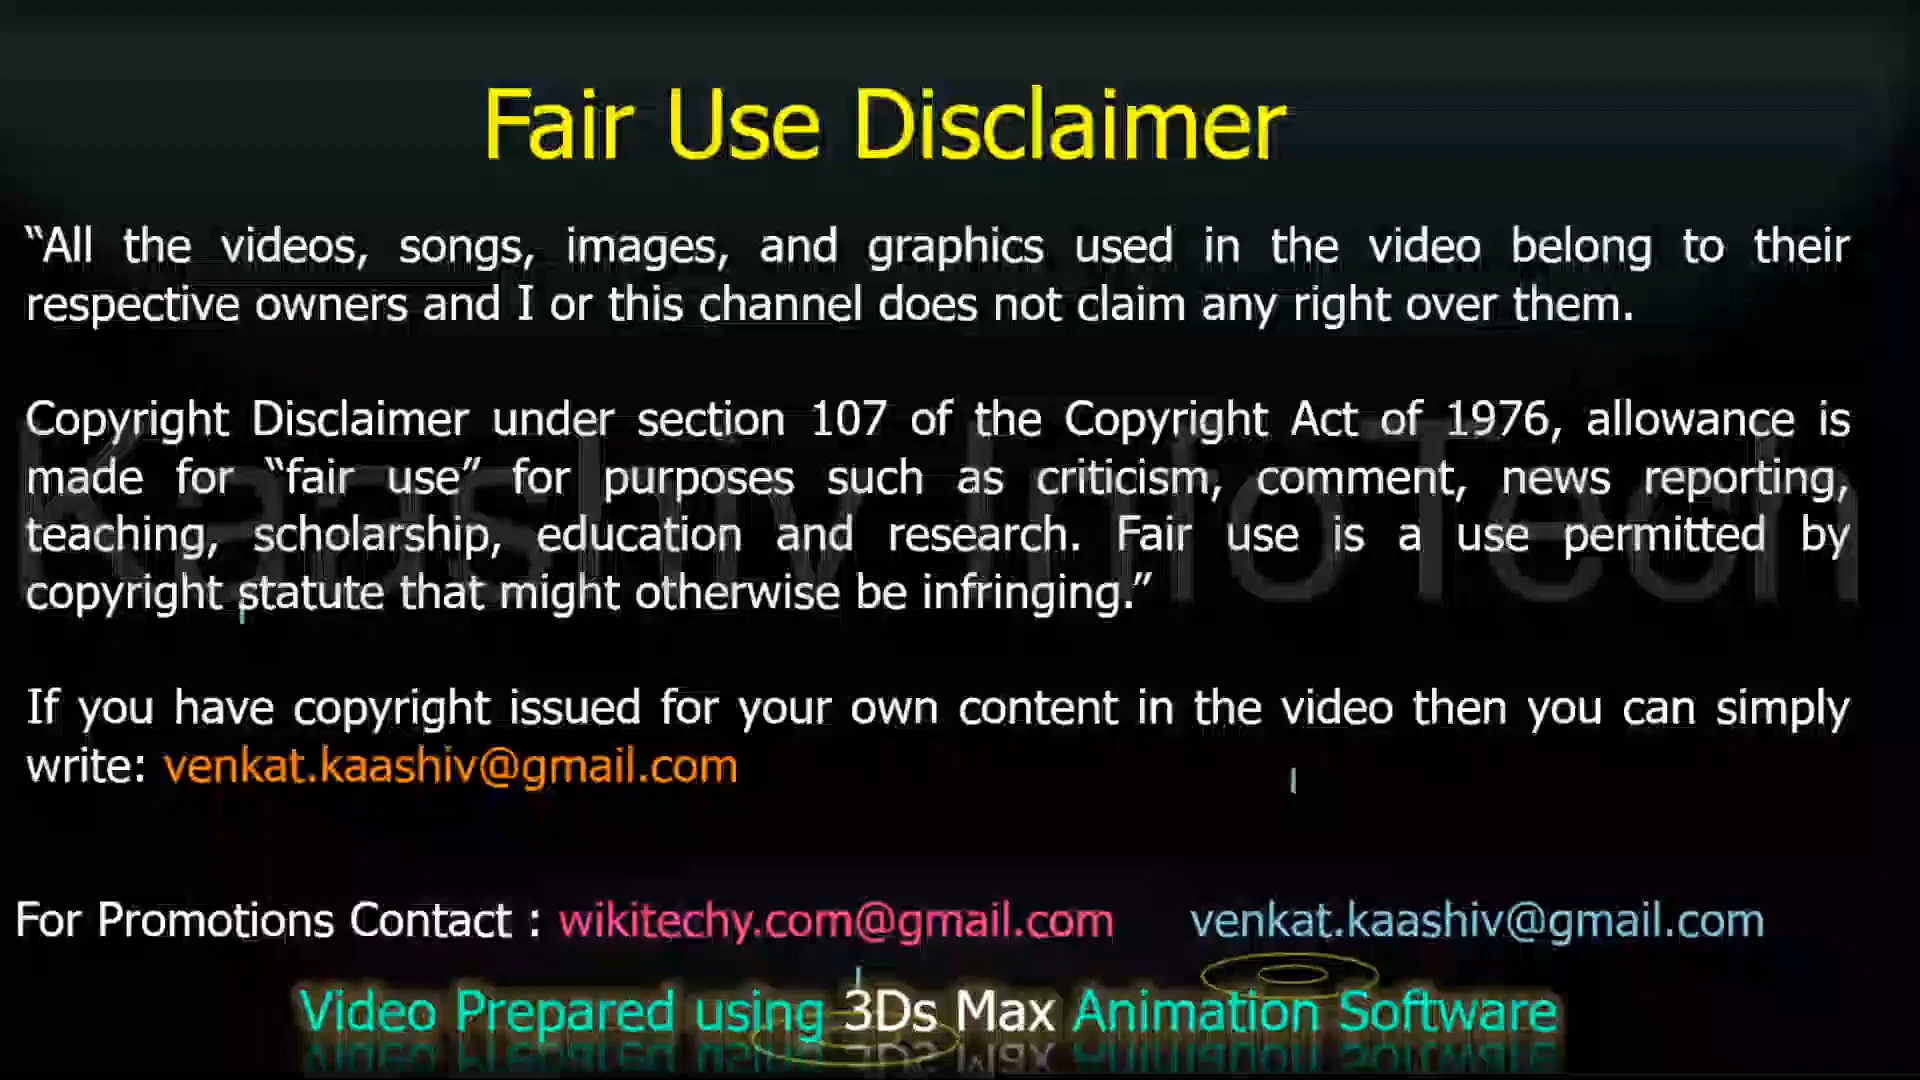 Fair Use Disclaimer
“All the videos, songs, images, and graphics used in the video belong to their
respective owners and I or this channel does not claim any right over them.
Copyright Disclaimer under section 107 of the Copyright Act of 1976, allowance is
made for “fair use” for purposes such as criticism, comment, news reporting,
teaching, scholarship, education and research. Fair use is a use permitted by
copyright statute that might otherwise be infringing.”
Kaashiv InfoTech
If you have copyright issued for your own content in the video then you can simply
write: venkat.kaashiv@gmail.com
For Promotions Contact : wikitechy.com@gmail.com venkat.kaashiv@gmail.com
Video Prepared using 3Ds Max Animation Software